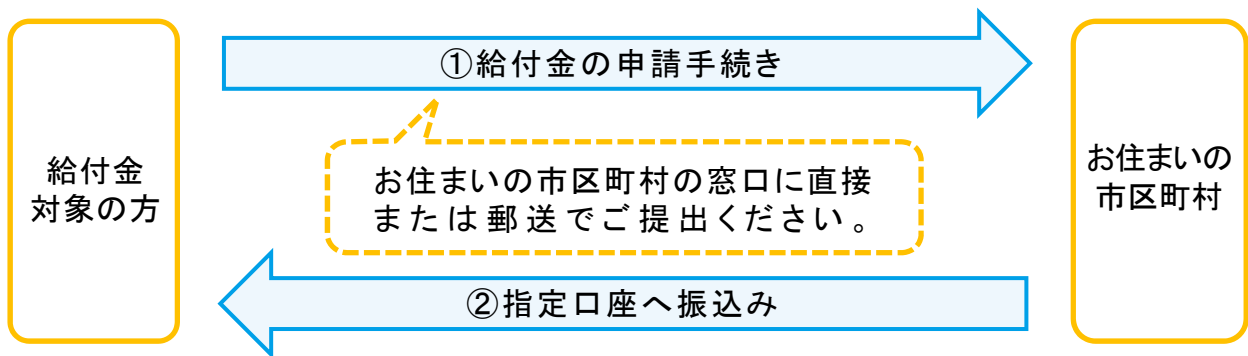 ①給付金の申請手続き
給付金
対象の方
お住まいの市区町村の窓口に直接
または郵送でご提出ください。
お住まいの
市区町村
②指定口座へ振込み